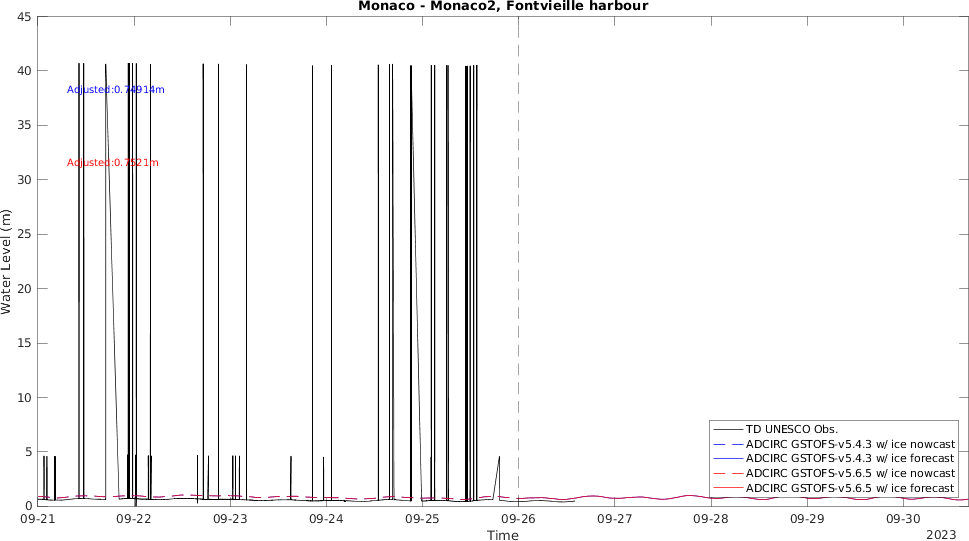 Monaco - Monaco2, Fontvieille harbour
45
40
35
30
25
20
15
10
5
0
Water Level (m)
Adjusted:0.74914m
Adjusted:0.7521m
TD UNESCO Obs.
ADCIRC GSTOFS-v5.4.3 w/ ice nowcast
ADCIRC GSTOFS-v5.4.3 w/ ice forecast
ADCIRC GSTOFS-v5.6.5 w/ ice nowcast
ADCIRC GSTOFS-v5.6.5 w/ ice forecast
09-21 09-22 09-23 09-24 09-25 09-26 09-27 09-28 09-29 09-30
Time
2023